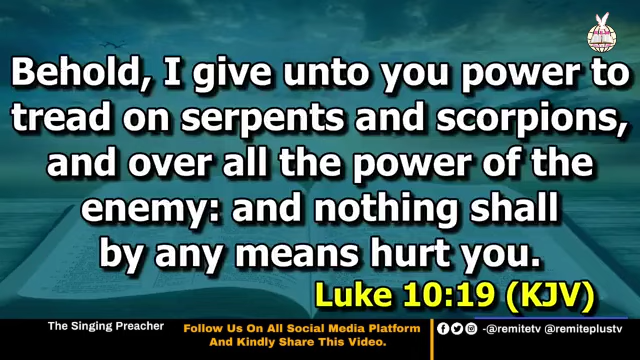 Behold, I give unto you power to
tread on serpents and scorpions,
and over all the power of the
enemy: and nothing shall
by any means hurt you.
Luke 10:19 (KJV)
The Singing Preacher
Follow Us On All Social Media Platform
And Kindly Share This Video.
-@remitetv @remiteplustv